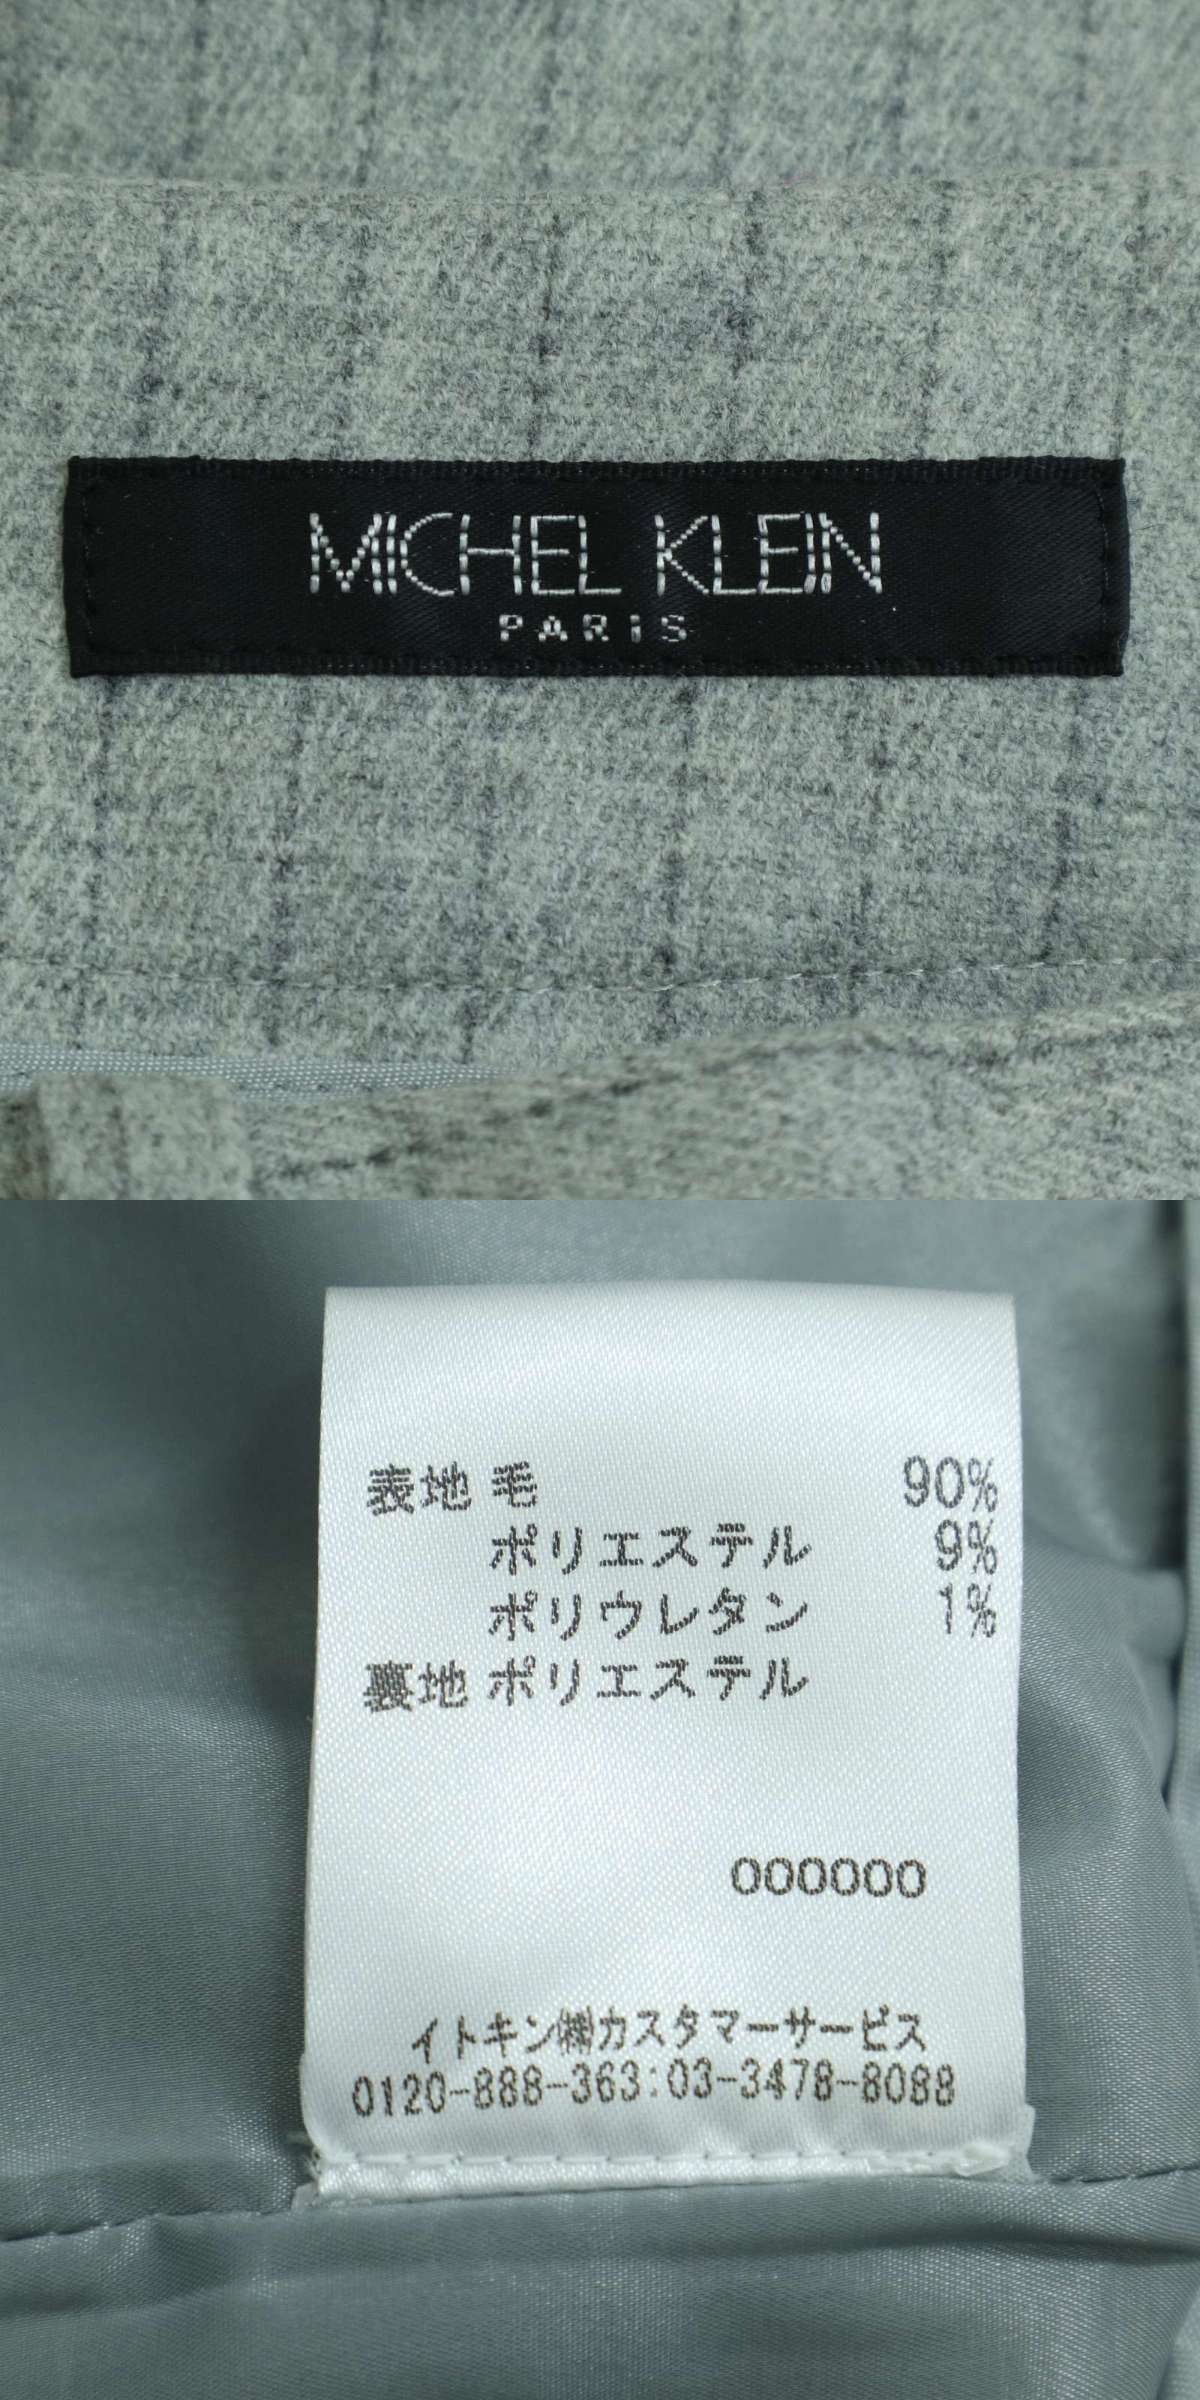 MICHEL KLEIN
PARIS
表地 毛 90%
ポリエステル 9%
ポリウレタン 1%
裏地 ポリエステル
000000
イトキン㈱カスタマーサービス
0120-888-363:03-3478-8088